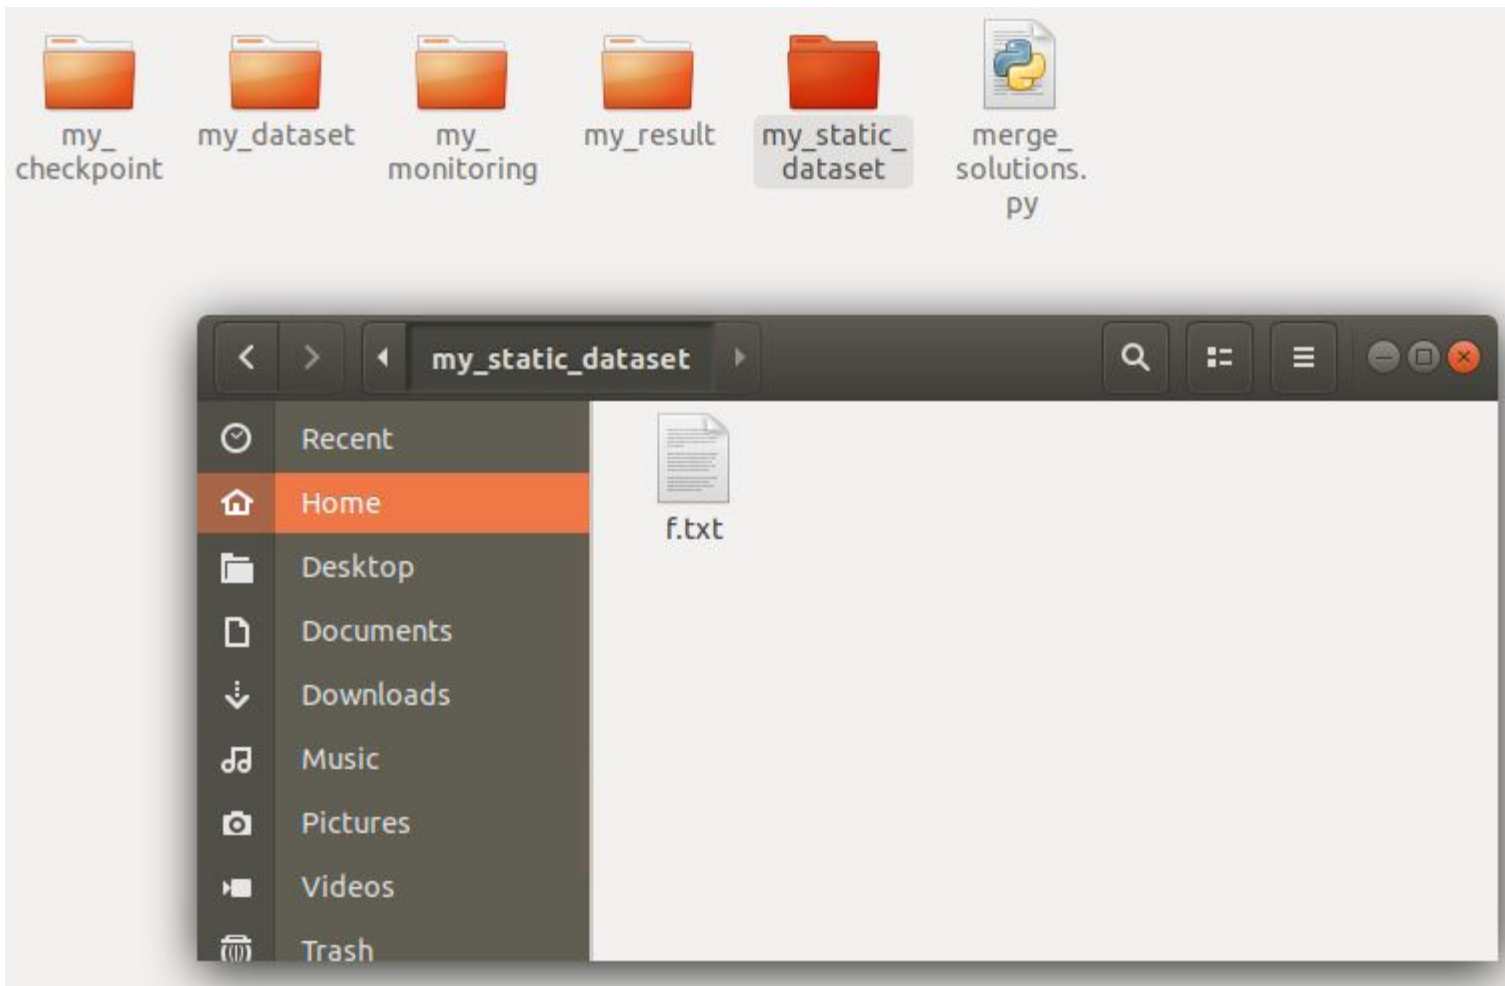 my_
checkpoint
my_dataset
my_
monitoring
my_result
my_static_
dataset
merge_
solutions.
py
my_static_dataset
Recent
Home
Desktop
Documents
Downloads
Music
Pictures
Videos
Trash
f.txt